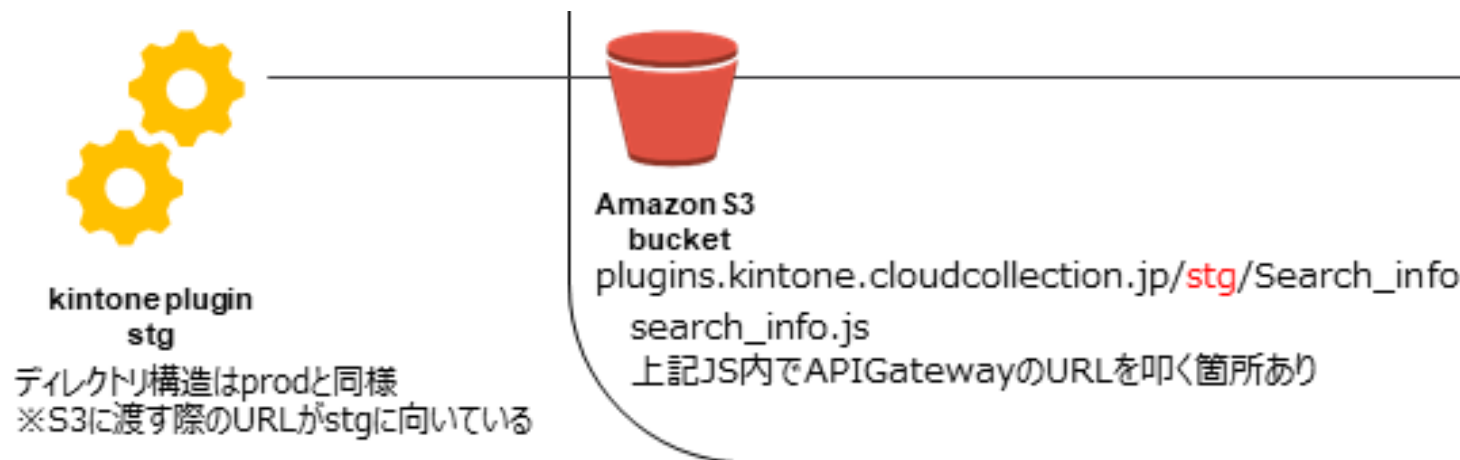 kintone plugin
stg
ディレクトリ構造はprodと同様
※S3に渡す際のURLがstgに向いている
Amazon S3
bucket
plugins.kintone.cloudcollection.jp/stg/Search_info
search_info.js
上記JS内でAPIGatewayのURLを叩く箇所あり